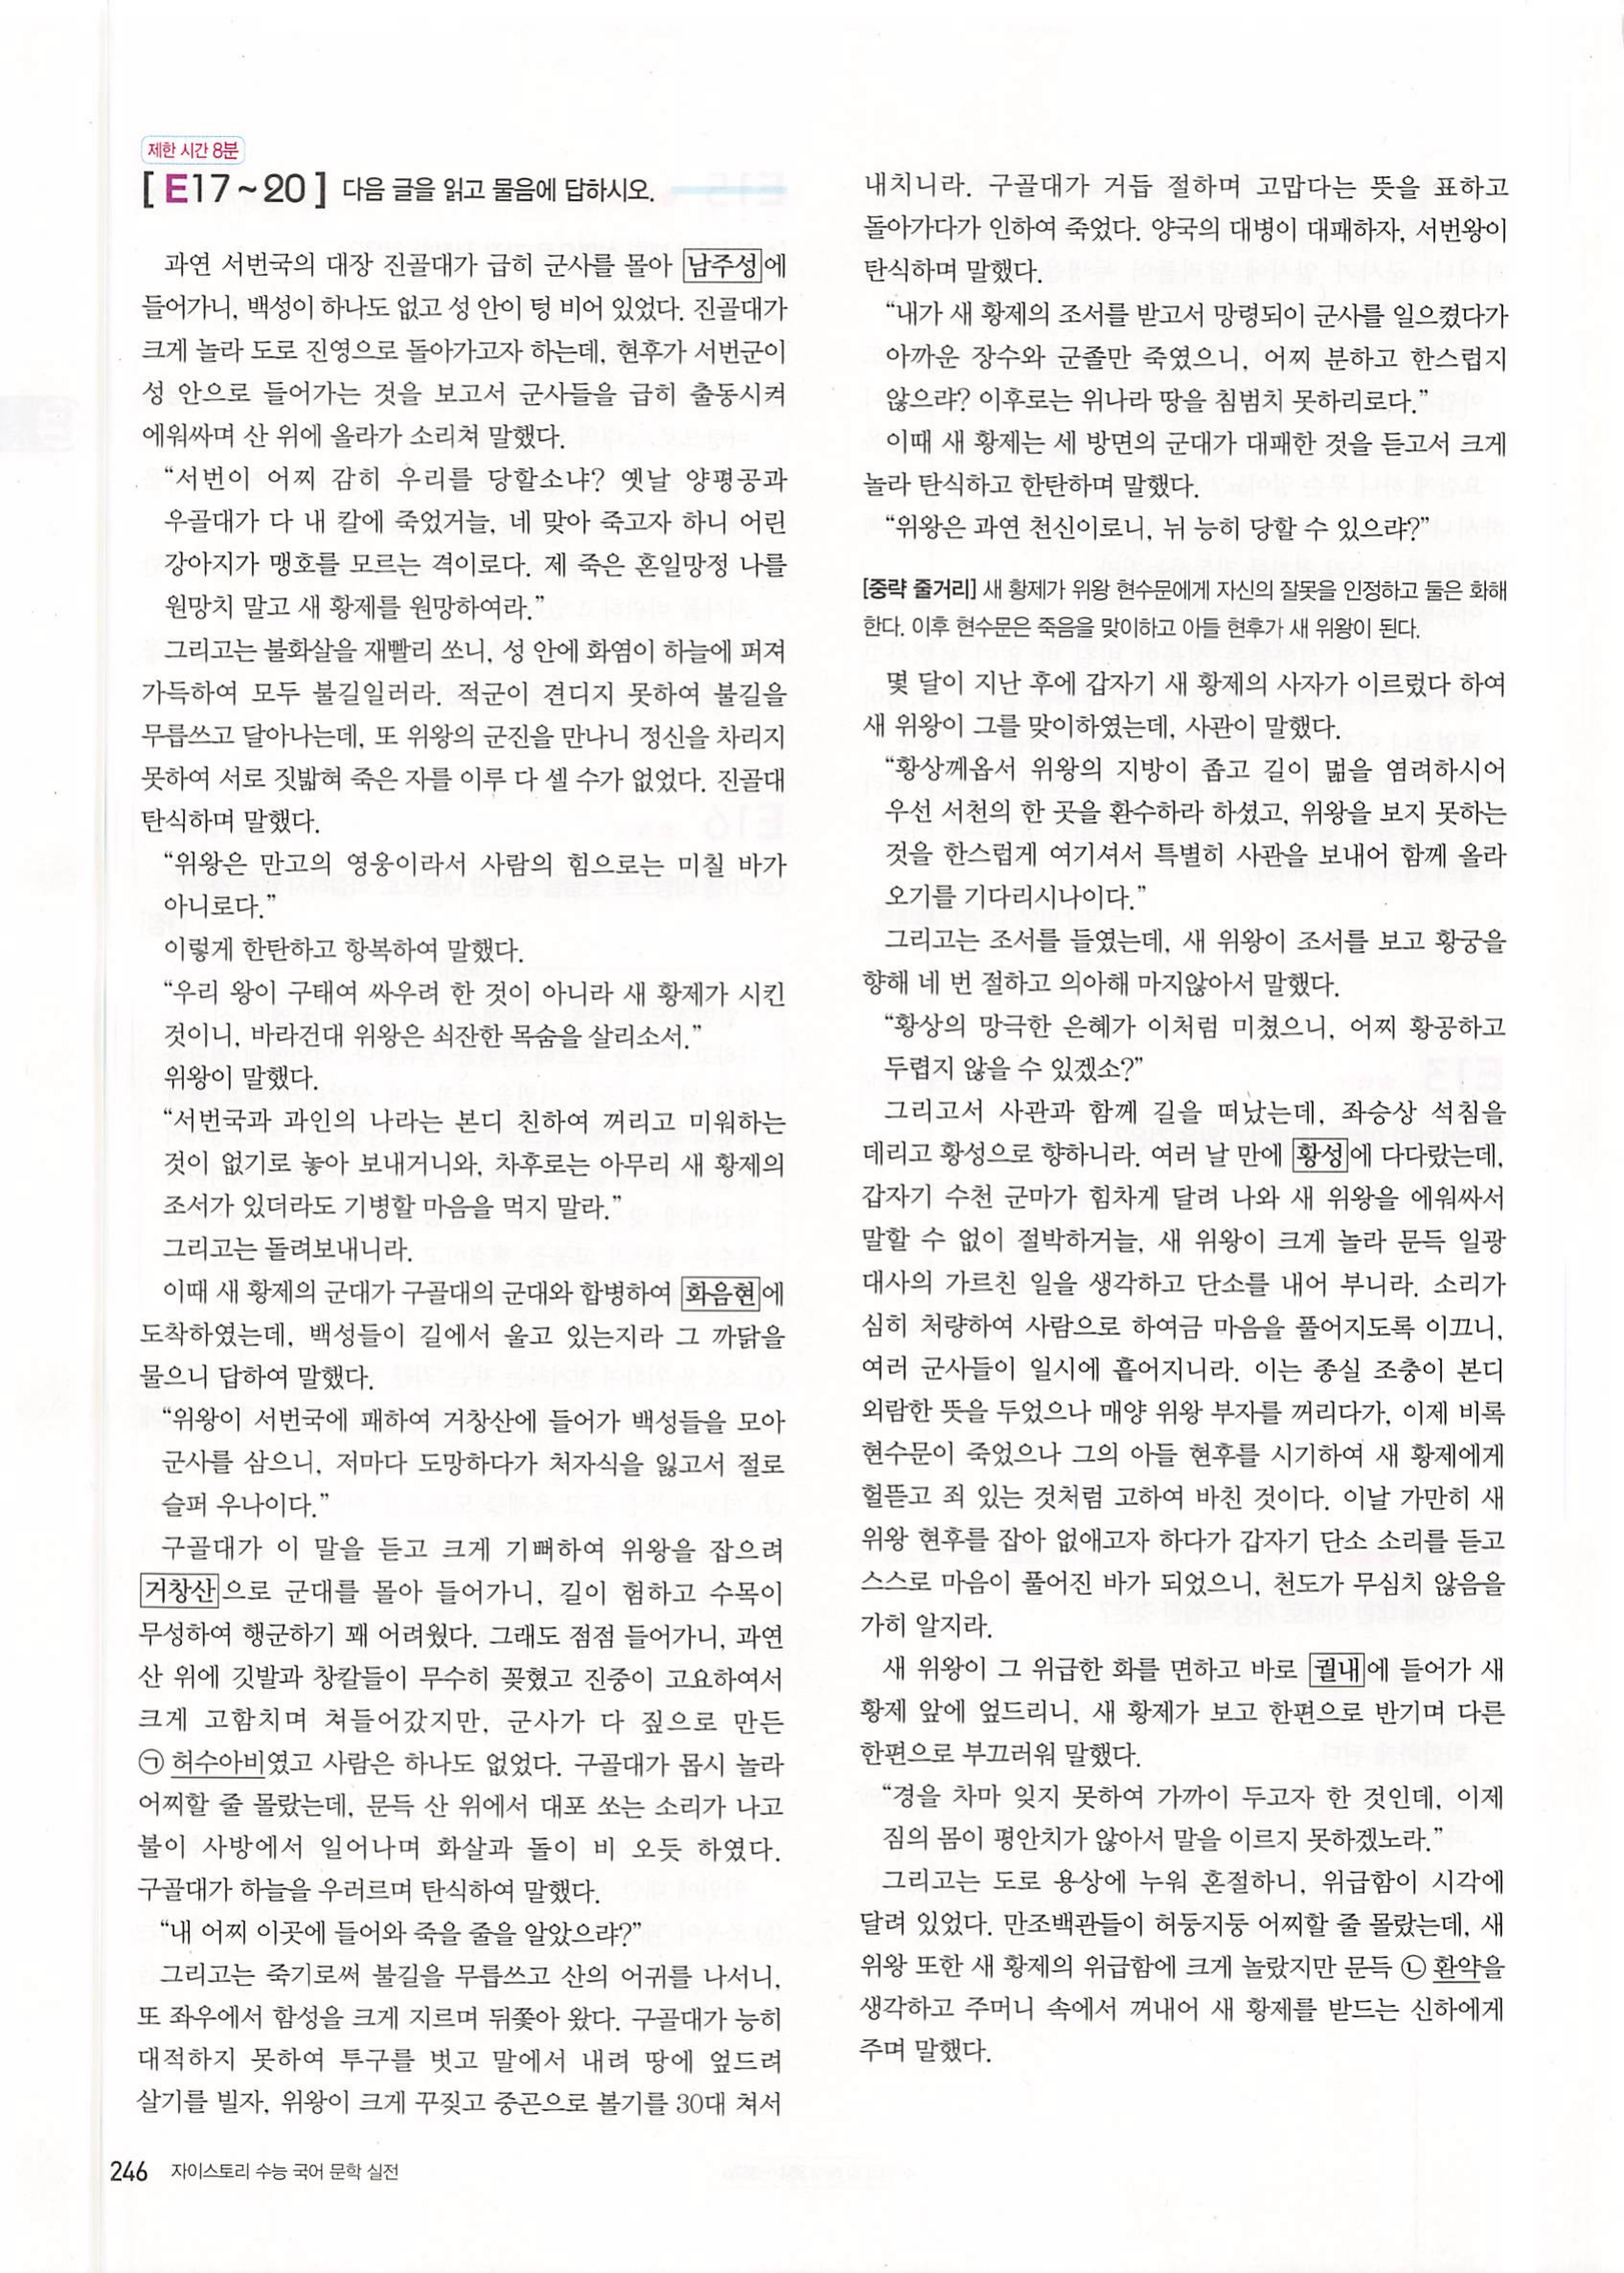 제한 시간 8분
[ E17 ~ 20 ] 다음 글을 읽고 물음에 답하시오.
과연 서번국의 대장 진골대가 급히 군사를 몰아 남주성에
들어가니, 백성이 하나도 없고 성 안이 텅 비어 있었다. 진골대가
크게 놀라 도로 진영으로 돌아가고자 하는데, 현후가 서번군이
성 안으로 들어가는 것을 보고서 군사들을 급히 출동시켜
에워싸며 산 위에 올라가 소리쳐 말했다.
“서번이 어찌 감히 우리를 당할소냐? 옛날 양평공과
우골대가 다 내 칼에 죽었거늘, 네 맞아 죽고자 하니 어린
강아지가 맹호를 모르는 격이로다. 제 죽은 혼일망정 나를
원망치 말고 새 황제를 원망하여라.”
그리고는 불화살을 재빨리 쏘니, 성 안에 화염이 하늘에 퍼져
가득하여 모두 불길일러라. 적군이 견디지 못하여 불길을
무릅쓰고 달아나는데, 또 위왕의 군진을 만나니 정신을 차리지
못하여 서로 짓밟혀 죽은 자를 이루 다 셀 수가 없었다. 진골대
탄식하며 말했다.
“위왕은 만고의 영웅이라서 사람의 힘으로는 미칠 바가
아니로다.”
이렇게 한탄하고 항복하여 말했다.
“우리 왕이 구태여 싸우려 한 것이 아니라 새 황제가 시킨
것이니, 바라건대 위왕은 쇠잔한 목숨을 살리소서.”
위왕이 말했다.
“서번국과 과인의 나라는 본디 친하여 꺼리고 미워하는
것이 없기로 놓아 보내거니와, 차후로는 아무리 새 황제의
조서가 있더라도 기병할 마음을 먹지 말라.”
그리고는 돌려보내니라.
이때 새 황제의 군대가 구골대의 군대와 합병하여 화음현에
도착하였는데, 백성들이 길에서 울고 있는지라 그 까닭을
물으니 답하여 말했다.
“위왕이 서번국에 패하여 거창산에 들어가 백성들을 모아
군사를 삼으니, 저마다 도망하다가 처자식을 잃고서 절로
슬퍼 우나이다.”
구골대가 이 말을 듣고 크게 기뻐하여 위왕을 잡으려
거창산으로 군대를 몰아 들어가니, 길이 험하고 수목이
무성하여 행군하기 꽤 어려웠다. 그래도 점점 들어가니, 과연
산 위에 깃발과 창칼들이 무수히 꽂혔고 진중이 고요하여서
크게 고함치며 쳐들어갔지만, 군사가 다 짚으로 만든
㉠ 허수아비였고 사람은 하나도 없었다. 구골대가 몹시 놀라
어찌할 줄 몰랐는데, 문득 산 위에서 대포 쏘는 소리가 나고
불이 사방에서 일어나며 화살과 돌이 비 오듯 하였다.
구골대가 하늘을 우러르며 탄식하여 말했다.
“내 어찌 이곳에 들어와 죽을 줄을 알았으랴?”
그리고는 죽기로써 불길을 무릅쓰고 산의 어귀를 나서니,
또 좌우에서 함성을 크게 지르며 뒤쫓아 왔다. 구골대가 능히
대적하지 못하여 투구를 벗고 말에서 내려 땅에 엎드려
살기를 빌자, 위왕이 크게 꾸짖고 중곤으로 볼기를 30대 쳐서
내치니라. 구골대가 거듭 절하며 고맙다는 뜻을 표하고
돌아가다가 인하여 죽었다. 양국의 대병이 대패하자, 서번왕이
탄식하며 말했다.
“내가 새 황제의 조서를 받고서 망령되이 군사를 일으켰다가
아까운 장수와 군졸만 죽였으니, 어찌 분하고 한스럽지
않으랴? 이후로는 위나라 땅을 침범치 못하리로다.”
이때 새 황제는 세 방면의 군대가 대패한 것을 듣고서 크게
놀라 탄식하고 한탄하며 말했다.
“위왕은 과연 천신이로니, 뉘 능히 당할 수 있으랴?”
[중략 줄거리] 새 황제가 위왕 현수문에게 자신의 잘못을 인정하고 둘은 화해
한다. 이후 현수문은 죽음을 맞이하고 아들 현후가 새 위왕이 된다.
몇 달이 지난 후에 갑자기 새 황제의 사자가 이르렀다 하여
새 위왕이 그를 맞이하였는데, 사관이 말했다.
“황상께옵서 위왕의 지방이 좁고 길이 멂을 염려하시어
우선 서천의 한 곳을 환수하라 하셨고, 위왕을 보지 못하는
것을 한스럽게 여기셔서 특별히 사관을 보내어 함께 올라
오기를 기다리시나이다.”
그리고는 조서를 들였는데, 새 위왕이 조서를 보고 황궁을
향해 네 번 절하고 의아해 마지않아서 말했다.
“황상의 망극한 은혜가 이처럼 미쳤으니, 어찌 황공하고
두렵지 않을 수 있겠소?”
그리고서 사관과 함께 길을 떠났는데, 좌승상 석침을
데리고 황성으로 향하니라. 여러 날 만에 황성에 다다랐는데,
갑자기 수천 군마가 힘차게 달려 나와 새 위왕을 에워싸서
말할 수 없이 절박하거늘, 새 위왕이 크게 놀라 문득 일광
대사의 가르친 일을 생각하고 단소를 내어 부니라. 소리가
심히 처량하여 사람으로 하여금 마음을 풀어지도록 이끄니,
여러 군사들이 일시에 흩어지니라. 이는 종실 조충이 본디
외람한 뜻을 두었으나 매양 위왕 부자를 꺼리다가, 이제 비록
현수문이 죽었으나 그의 아들 현후를 시기하여 새 황제에게
헐뜯고 죄 있는 것처럼 고하여 바친 것이다. 이날 가만히 새
위왕 현후를 잡아 없애고자 하다가 갑자기 단소 소리를 듣고
스스로 마음이 풀어진 바가 되었으니, 천도가 무심치 않음을
가히 알지라.
새 위왕이 그 위급한 화를 면하고 바로 궐내에 들어가 새
황제 앞에 엎드리니, 새 황제가 보고 한편으로 반기며 다른
한편으로 부끄러워 말했다.
“경을 차마 잊지 못하여 가까이 두고자 한 것인데, 이제
짐의 몸이 평안치가 않아서 말을 이르지 못하겠노라.”
그리고는 도로 용상에 누워 혼절하니, 위급함이 시각에
달려 있었다. 만조백관들이 허둥지둥 어찌할 줄 몰랐는데, 새
위왕 또한 새 황제의 위급함에 크게 놀랐지만 문득 ㉡ 환약을
생각하고 주머니 속에서 꺼내어 새 황제를 받드는 신하에게
주며 말했다.
246 자이스토리 수능 국어 문학 실전